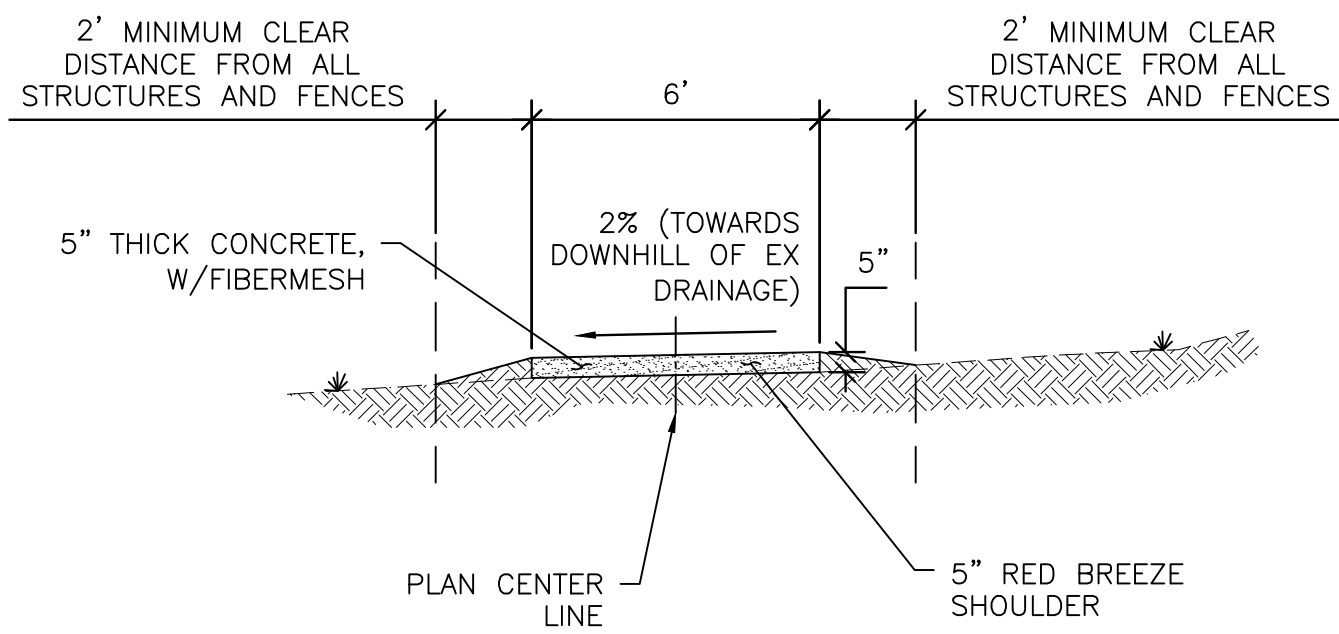 2' MINIMUM CLEAR
DISTANCE FROM ALL
STRUCTURES AND FENCES
6'
2' MINIMUM CLEAR
DISTANCE FROM ALL
STRUCTURES AND FENCES
5" THICK CONCRETE,
W/FIBERMESH
2% (TOWARDS
DOWNHILL OF EX
DRAINAGE)
5"
PLAN CENTER
LINE
5" RED BREEZE
SHOULDER